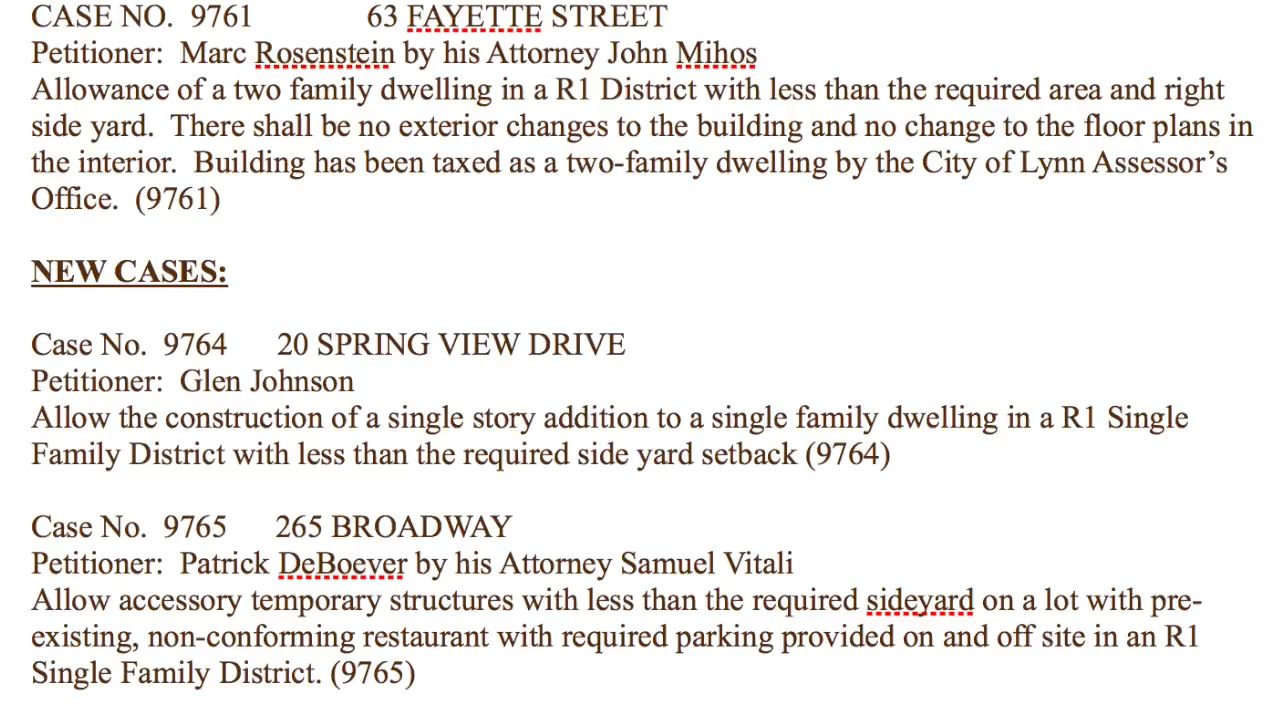 CASE NO. 9761 63 FAYETTE STREET
Petitioner: Marc Rosenstein by his Attorney John Mihos
Allowance of a two family dwelling in a R1 District with less than the required area and right
side yard. There shall be no exterior changes to the building and no change to the floor plans in
the interior. Building has been taxed as a two-family dwelling by the City of Lynn Assessor’s
Office. (9761)
NEW CASES:
Case No. 9764 20 SPRING VIEW DRIVE
Petitioner: Glen Johnson
Allow the construction of a single story addition to a single family dwelling in a R1 Single
Family District with less than the required side yard setback (9764)
Case No. 9765 265 BROADWAY
Petitioner: Patrick DeBoever by his Attorney Samuel Vitali
Allow accessory temporary structures with less than the required sideyard on a lot with pre-
existing, non-conforming restaurant with required parking provided on and off site in an R1
Single Family District. (9765)